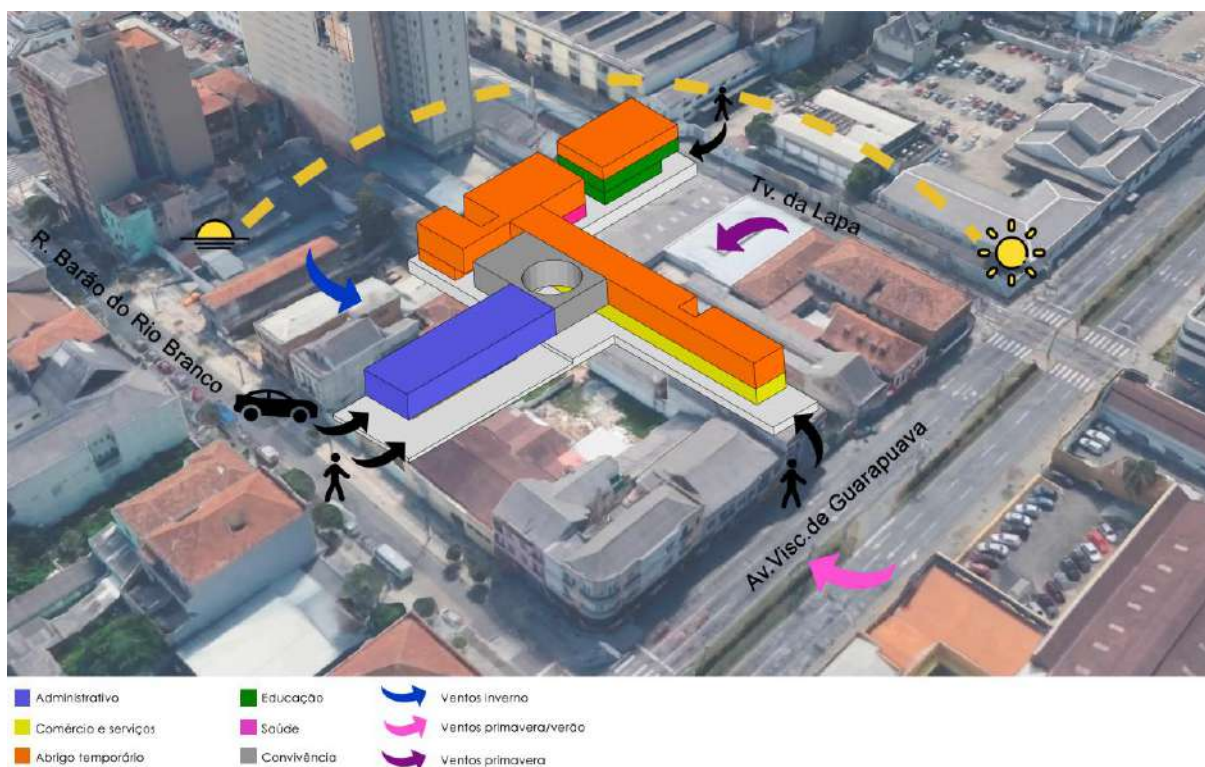 R. Barão do Rio Branco
Tv. da Lapa
Av.Visc.de Guarapuava
Administrativo
Comércio e serviços
Abrigo temporário
Educação
Saúde
Convivência
Ventos inverno
Ventos primavera/verão
Ventos primavera